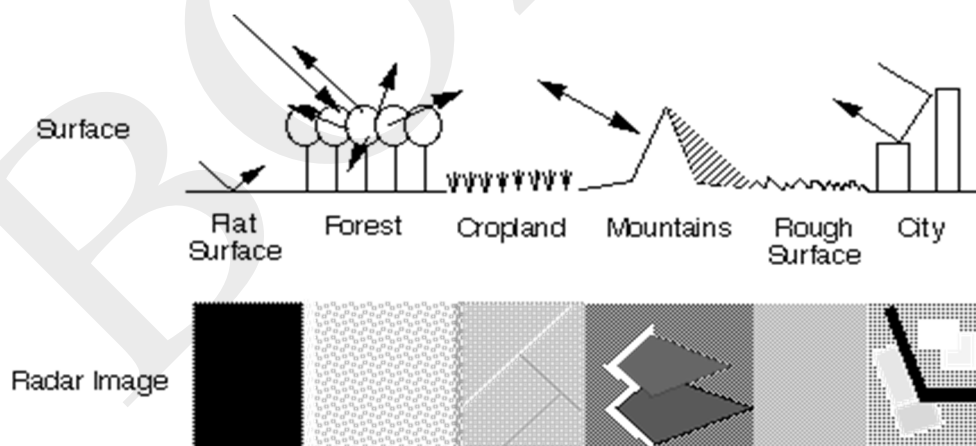 Surface
Flat
Surface
Forest
Cropland
Mountains
Rough
Surface
City
Radar Image